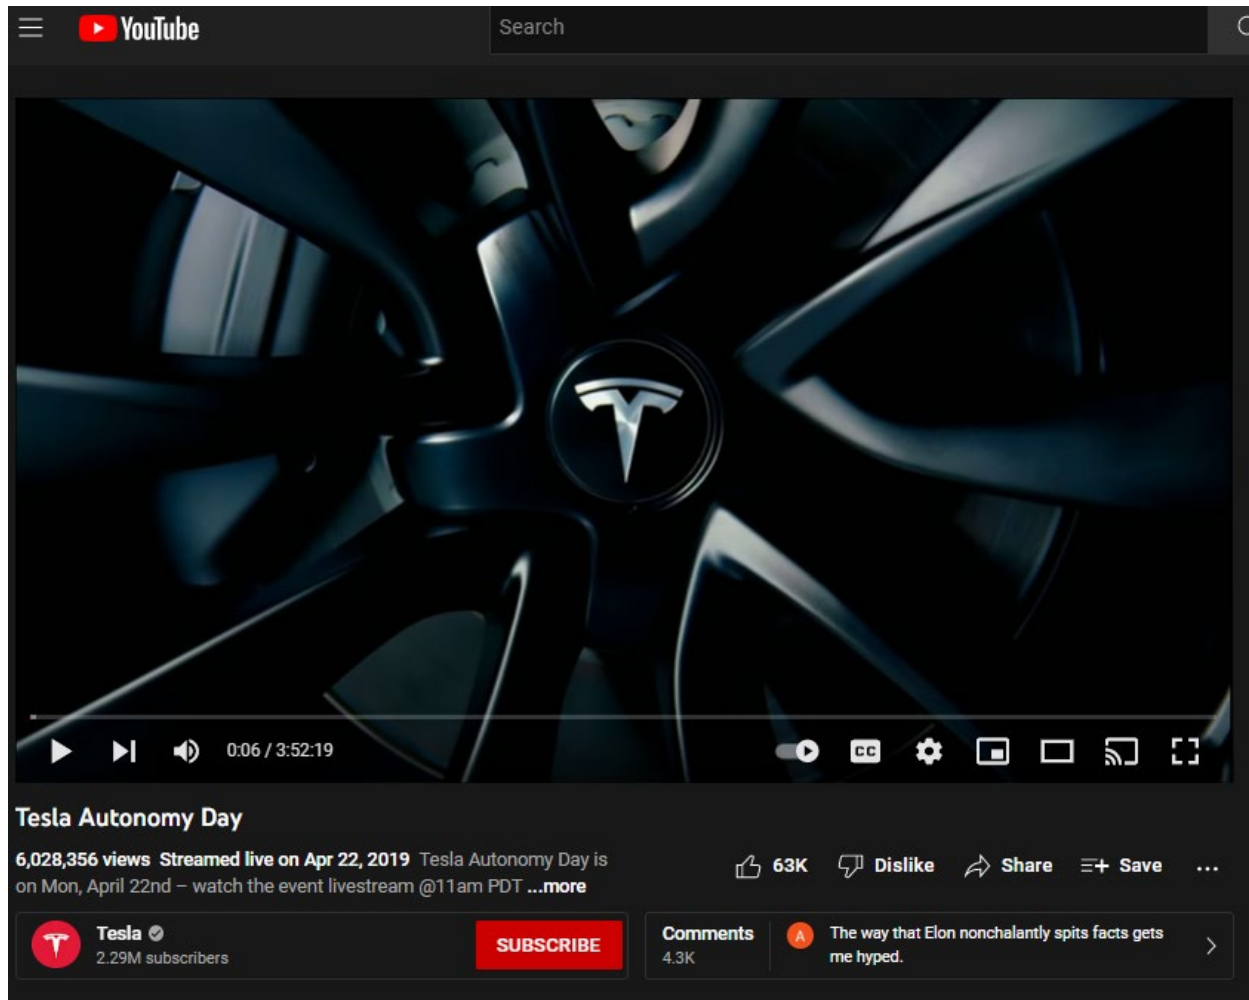 YouTube
Search
0:06 / 3:52:19
CC
Tesla Autonomy Day
6,028,356 views Streamed live on Apr 22, 2019 Tesla Autonomy Day is
on Mon, April 22nd – watch the event livestream @11am PDT ...more
63K
Dislike
Share
Save
Tesla
2.29M subscribers
SUBSCRIBE
Comments
4.3K
A
The way that Elon nonchalantly spits facts gets
me hyped.